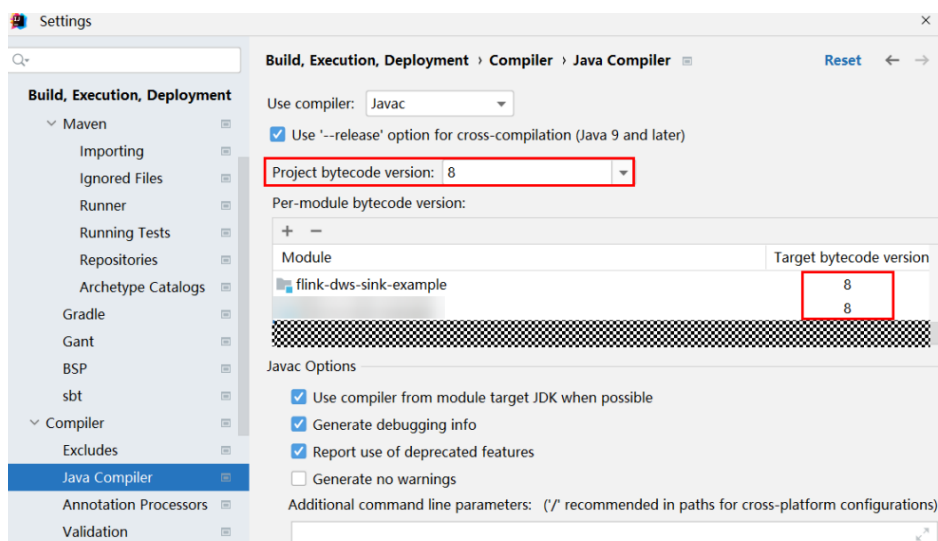 Settings
Build, Execution, Deployment
Maven
Importing
Ignored Files
Runner
Running Tests
Repositories
Archetype Catalogs
Gradle
Gant
BSP
sbt
Compiler
Excludes
Java Compiler
Annotation Processors
Validation
Build, Execution, Deployment › Compiler › Java Compiler
Reset
Use compiler: Javac
Use '--release' option for cross-compilation (Java 9 and later)
Project bytecode version: 8
Per-module bytecode version:
Module Target bytecode version
flink-dws-sink-example 8
8
Javac Options
Use compiler from module target JDK when possible
Generate debugging info
Report use of deprecated features
Generate no warnings
Additional command line parameters: ('/' recommended in paths for cross-platform configurations)